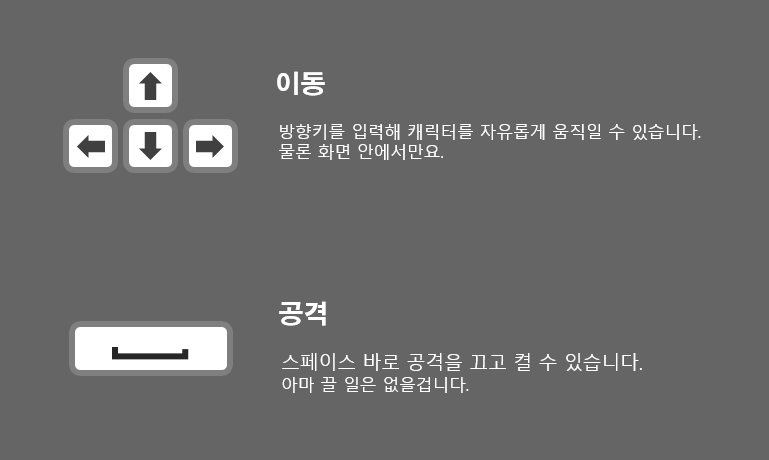 이동
방향키를 입력해 캐릭터를 자유롭게 움직일 수 있습니다.
물론 화면 안에서만요.
공격
스페이스 바로 공격을 끄고 켤 수 있습니다.
아마 끌 일은 없을겁니다.